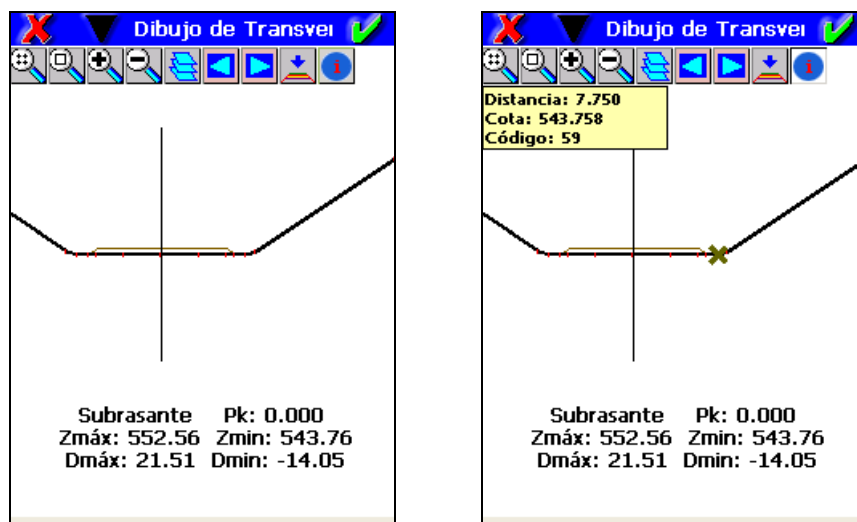 Dibujo de Transver
Subrasante Pk: 0.000
Zmáx: 552.56 Zmin: 543.76
Dmáx: 21.51 Dmin: -14.05
Dibujo de Transver
Distancia: 7.750
Cota: 543.758
Código: 59
Subrasante Pk: 0.000
Zmáx: 552.56 Zmin: 543.76
Dmáx: 21.51 Dmin: -14.05